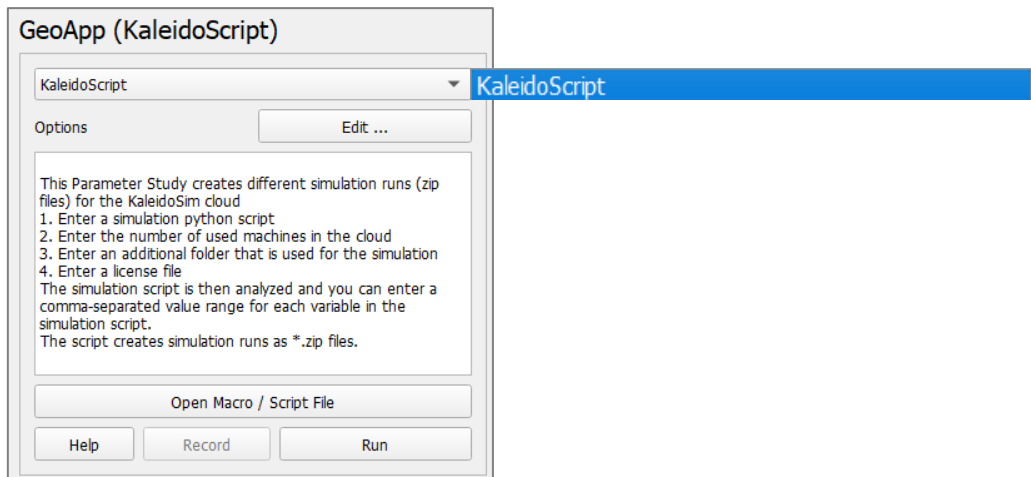 GeoApp (KaleidoScript)
KaleidoScript
KaleidoScript
Options
Edit ...
This Parameter Study creates different simulation runs (zip
files) for the KaleidoSim cloud
1. Enter a simulation python script
2. Enter the number of used machines in the cloud
3. Enter an additional folder that is used for the simulation
4. Enter a license file
The simulation script is then analyzed and you can enter a
comma-separated value range for each variable in the
simulation script.
The script creates simulation runs as *.zip files.
Open Macro / Script File
Help
Record
Run